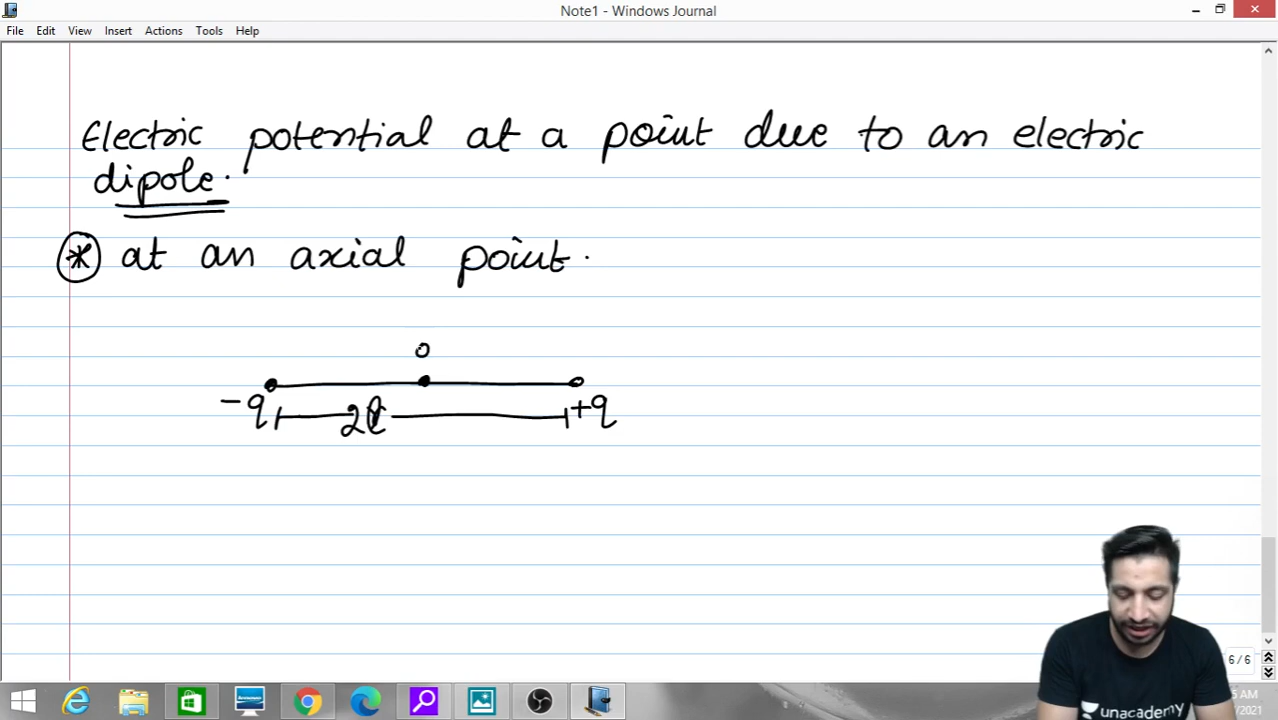 Note1 - Windows Journal
File Edit View Insert Actions Tools Help
Electric potential at a point due to an electric
dipole.
* at an axial point.
o
-q 2l +q
6 / 6
unacademy